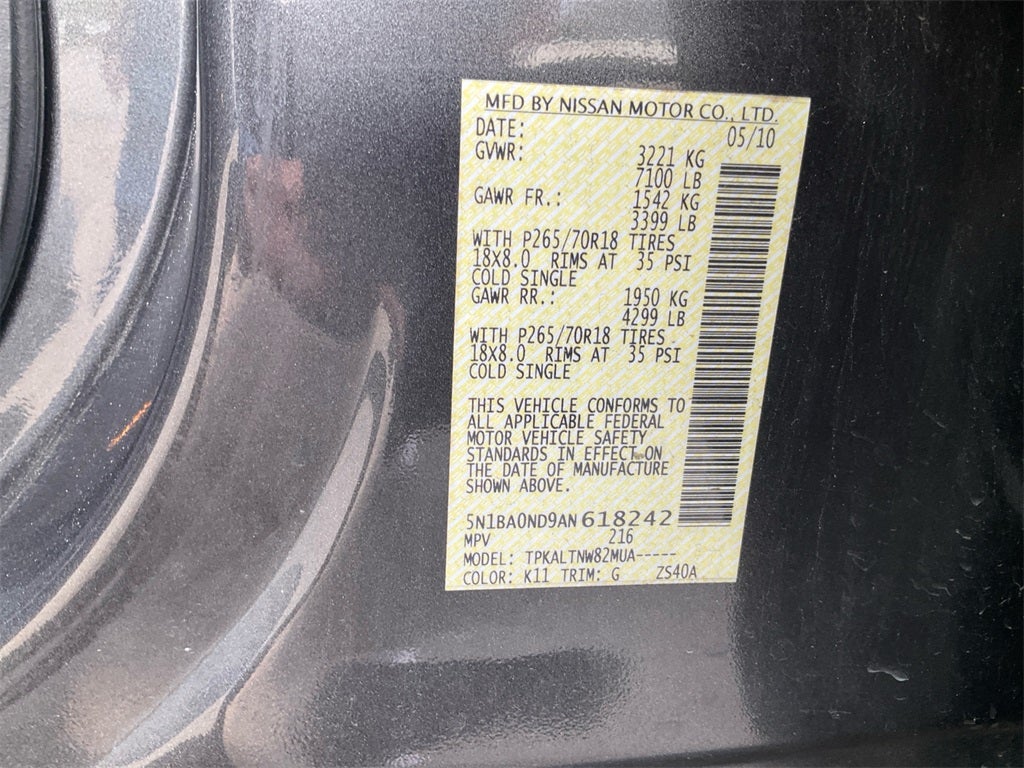 MFD BY NISSAN MOTOR CO., LTD.
DATE: 05/10
GVWR: 3221 KG
7100 LB
GAWR FR.: 1542 KG
3399 LB
WITH P265/70R18 TIRES
18X8.0 RIMS AT 35 PSI
COLD SINGLE
GAWR RR.: 1950 KG
4299 LB
WITH P265/70R18 TIRES
18X8.0 RIMS AT 35 PSI
COLD SINGLE
THIS VEHICLE CONFORMS TO
ALL APPLICABLE FEDERAL
MOTOR VEHICLE SAFETY
STANDARDS IN EFFECT ON
THE DATE OF MANUFACTURE
SHOWN ABOVE.
5N1BA0ND9AN618242
MPV 216
MODEL: TPKALTNW82MUA-----
COLOR: K11 TRIM: G ZS40A